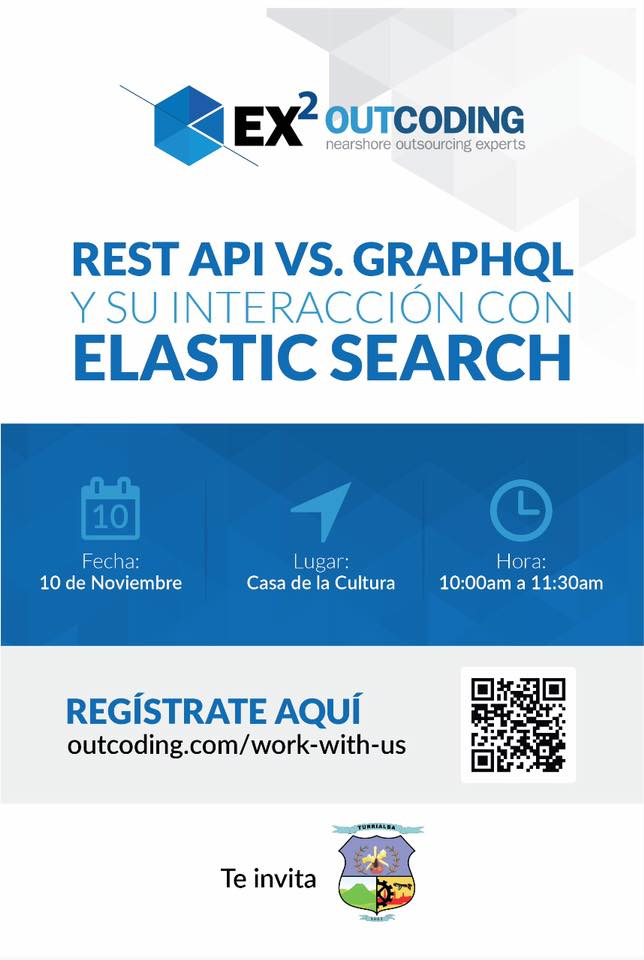 EX² OUTCODING
nearshore outsourcing experts
REST API VS. GRAPHQL
Y SU INTERACCIÓN CON
ELASTIC SEARCH
10
Fecha:
10 de Noviembre
Lugar:
Casa de la Cultura
Hora:
10:00am a 11:30am
REGÍSTRATE AQUÍ
outcoding.com/work-with-us
Te invita
TURRIALBA